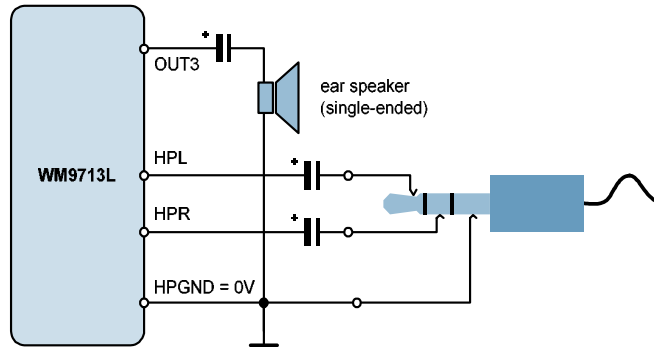 OUT3
ear speaker
(single-ended)
HPL
WM9713L
HPR
HPGND = 0V